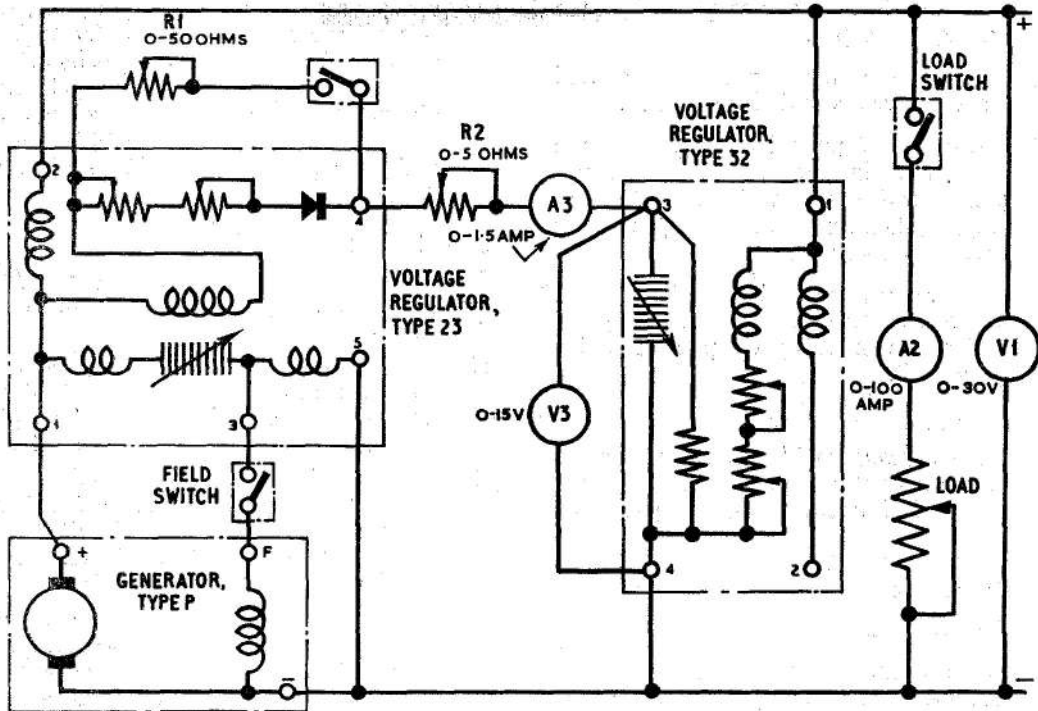 R1
0-50 OHMS
+
LOAD
SWITCH
VOLTAGE
REGULATOR,
TYPE 32
R2
0-5 OHMS
2
4
A3
0-1·5 AMP
3
1
VOLTAGE
REGULATOR,
TYPE 23
5
A2
V1
0-100
AMP
0-30V
0-15V
V3
1
3
FIELD
SWITCH
LOAD
+
F
GENERATOR,
TYPE P
4
2
−
−